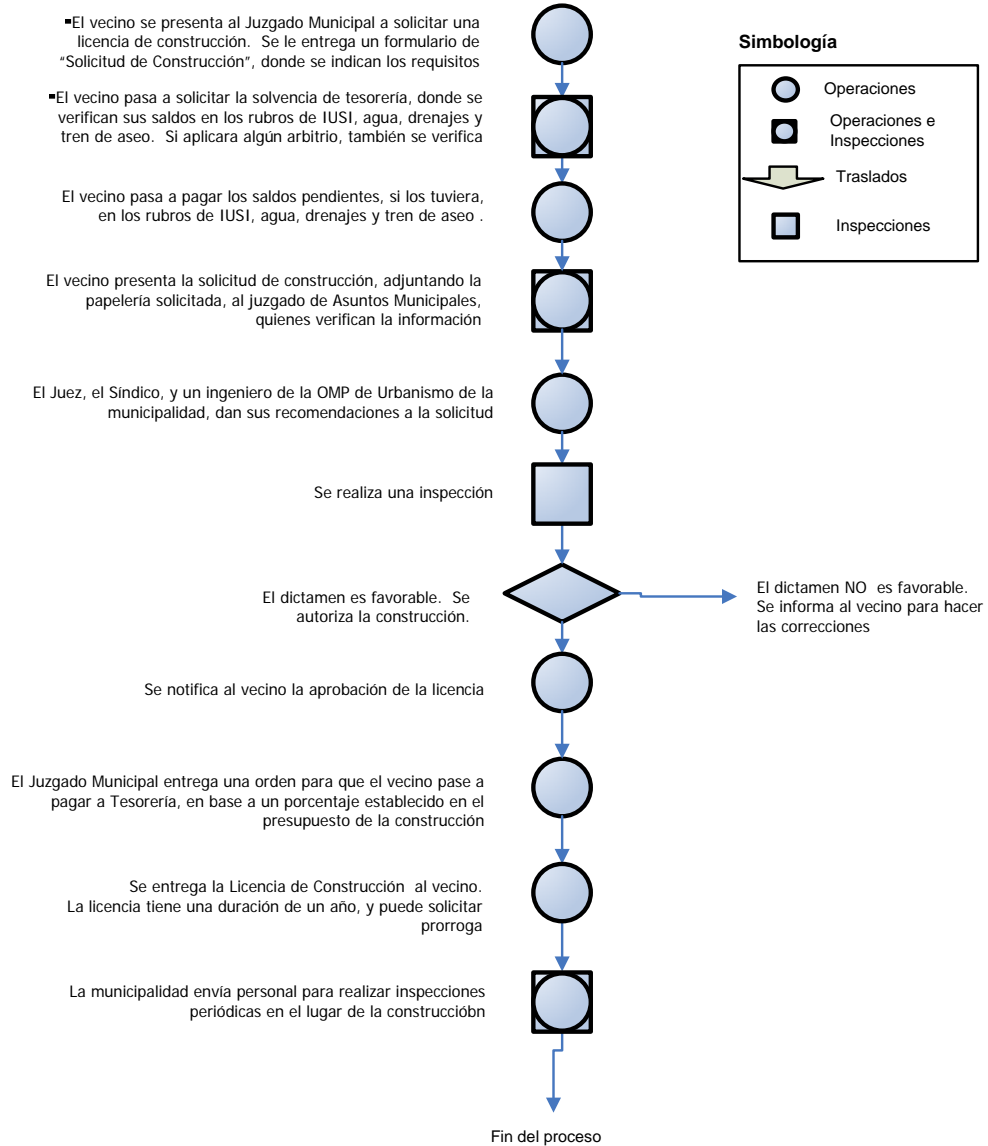 ▪El vecino se presenta al Juzgado Municipal a solicitar una
licencia de construcción. Se le entrega un formulario de
“Solicitud de Construcción”, donde se indican los requisitos
▪El vecino pasa a solicitar la solvencia de tesorería, donde se
verifican sus saldos en los rubros de IUSI, agua, drenajes y
tren de aseo. Si aplicara algún arbitrio, también se verifica
El vecino pasa a pagar los saldos pendientes, si los tuviera,
en los rubros de IUSI, agua, drenajes y tren de aseo .
El vecino presenta la solicitud de construcción, adjuntando la
papelería solicitada, al juzgado de Asuntos Municipales,
quienes verifican la información
El Juez, el Síndico, y un ingeniero de la OMP de Urbanismo de la
municipalidad, dan sus recomendaciones a la solicitud
Se realiza una inspección
El dictamen es favorable. Se
autoriza la construcción.
El dictamen NO es favorable.
Se informa al vecino para hacer
las correcciones
Se notifica al vecino la aprobación de la licencia
El Juzgado Municipal entrega una orden para que el vecino pase a
pagar a Tesorería, en base a un porcentaje establecido en el
presupuesto de la construcción
Se entrega la Licencia de Construcción al vecino.
La licencia tiene una duración de un año, y puede solicitar
prorroga
La municipalidad envía personal para realizar inspecciones
periódicas en el lugar de la construccióbn
Fin del proceso
Simbología
Operaciones
Operaciones e
Inspecciones
Traslados
Inspecciones